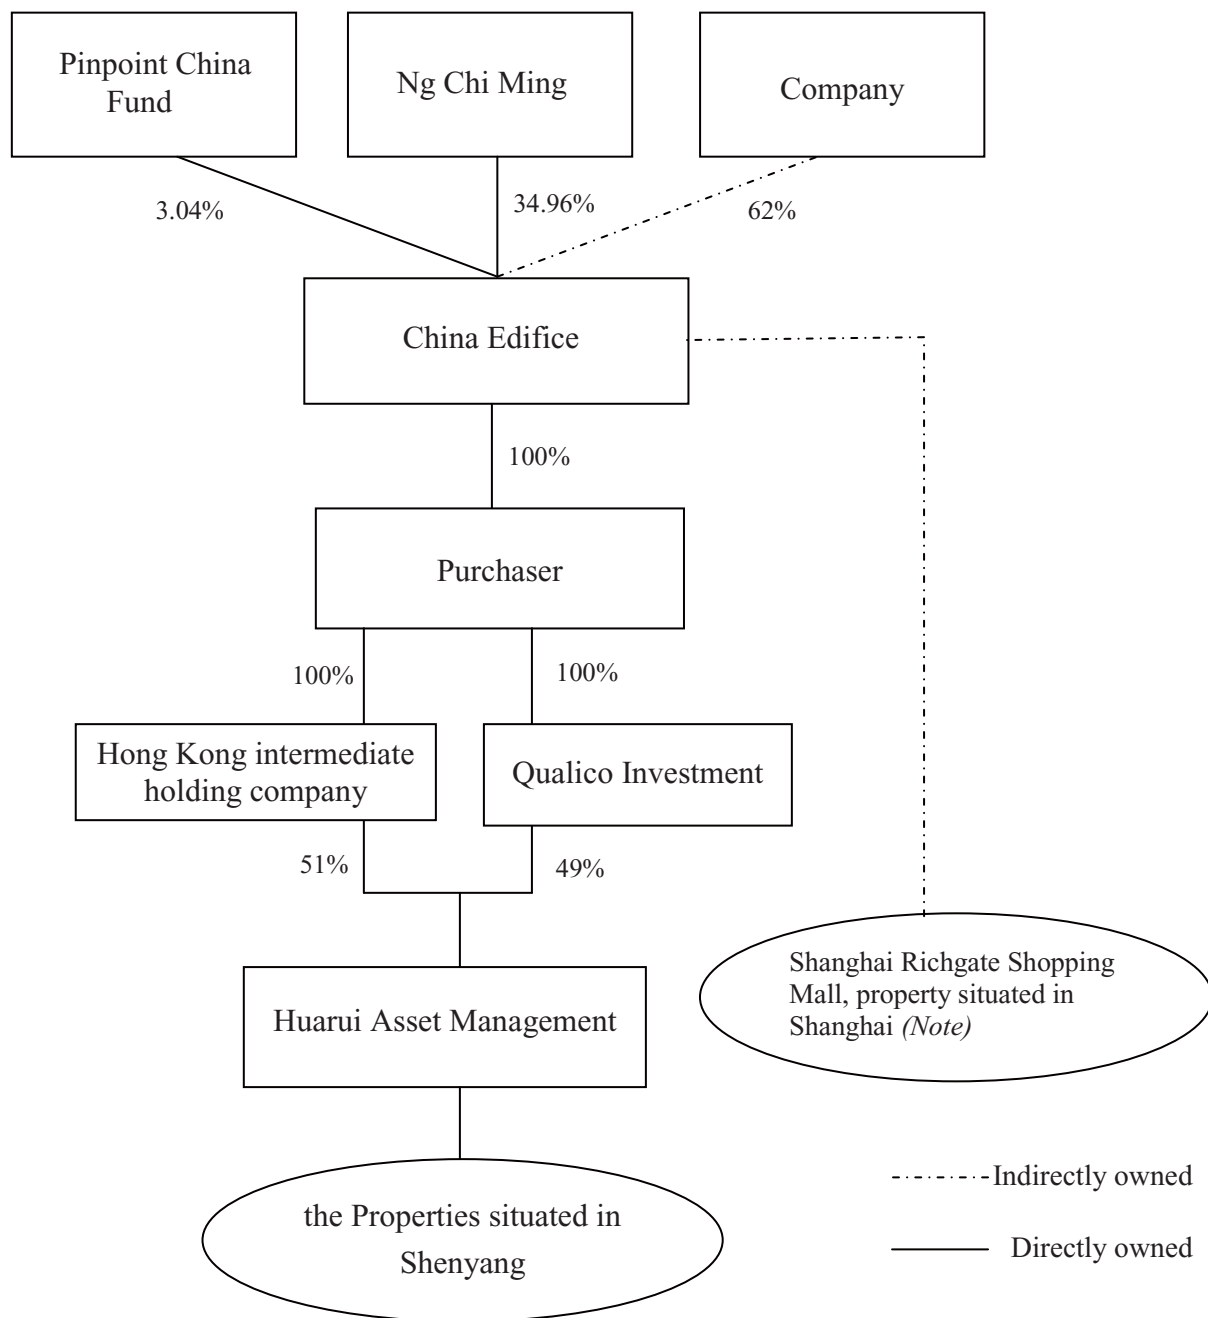 Pinpoint China
Fund
Ng Chi Ming
Company
3.04%
34.96%
62%
China Edifice
100%
Purchaser
100%
100%
Hong Kong intermediate
holding company
Qualico Investment
51%
49%
Huarui Asset Management
Shanghai Richgate Shopping
Mall, property situated in
Shanghai (Note)
the Properties situated in
Shenyang
Indirectly owned
Directly owned